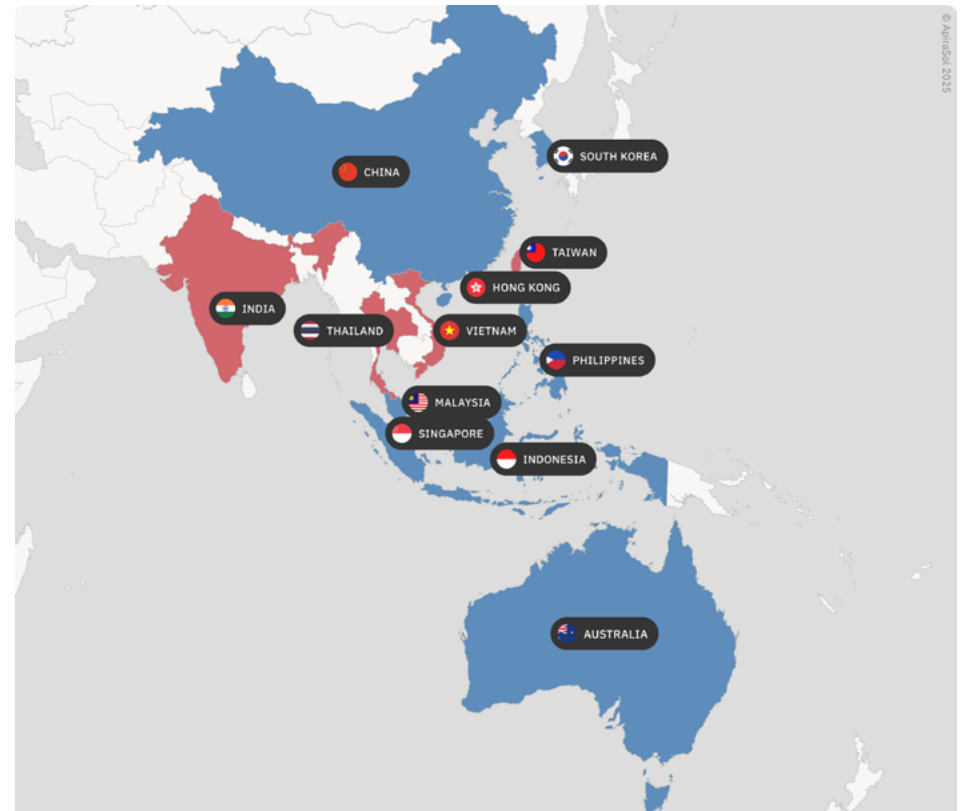 © ApiraSol 2025
CHINA
SOUTH KOREA
TAIWAN
HONG KONG
INDIA
THAILAND
VIETNAM
PHILIPPINES
MALAYSIA
SINGAPORE
INDONESIA
AUSTRALIA